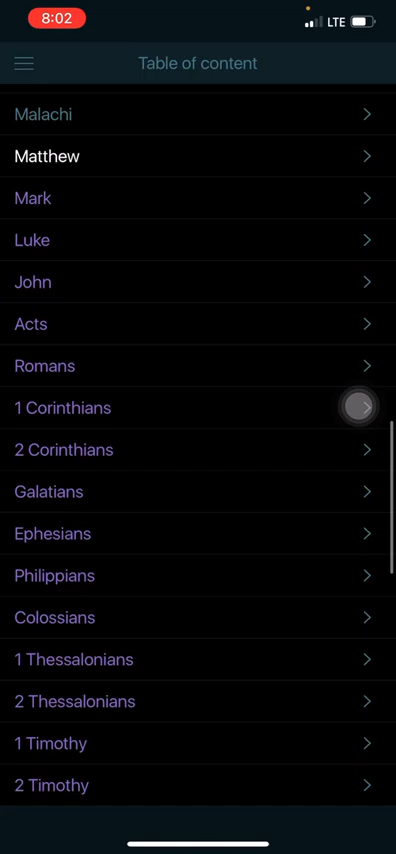 8:02
LTE
Table of content
Malachi
Matthew
Mark
Luke
John
Acts
Romans
1 Corinthians
2 Corinthians
Galatians
Ephesians
Philippians
Colossians
1 Thessalonians
2 Thessalonians
1 Timothy
2 Timothy